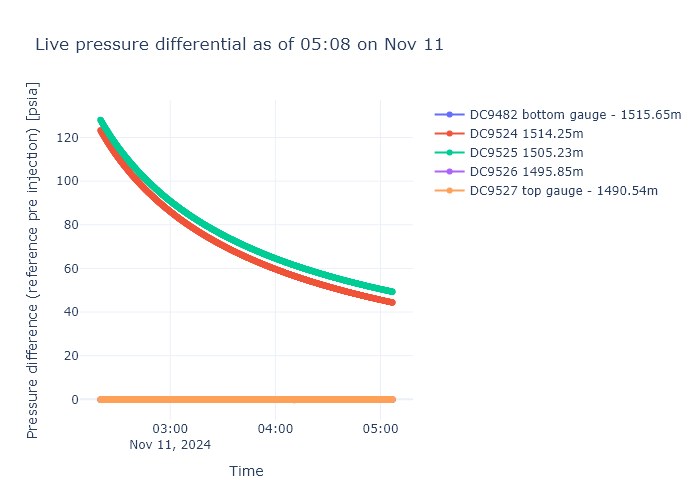 Live pressure differential as of 05:08 on Nov 11
Pressure difference (reference pre injection) [psia]
120
100
80
60
40
20
0
03:00
Nov 11, 2024
04:00
05:00
Time
DC9482 bottom gauge - 1515.65m
DC9524 1514.25m
DC9525 1505.23m
DC9526 1495.85m
DC9527 top gauge - 1490.54m